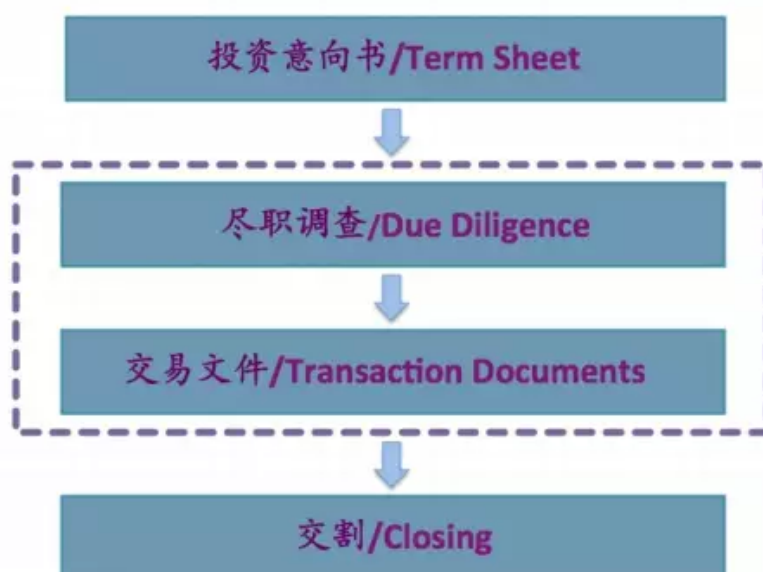 投资意向书/Term Sheet
尽职调查/Due Diligence
交易文件/Transaction Documents
交割/Closing